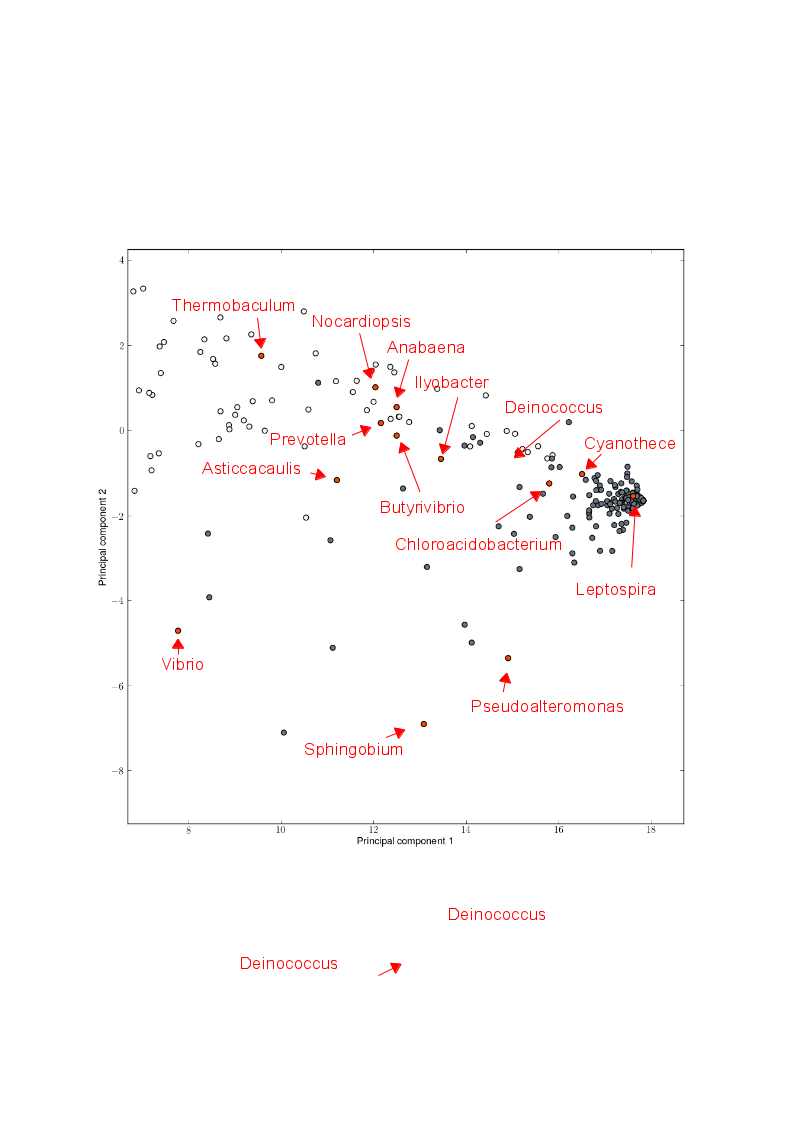 4
Thermobaculum
Nocardiopsis
2
Anabaena
Ilyobacter
Deinococcus
0
Prevotella
Cyanothece
Asticcacaulis
Butyrivibrio
−2
Chloroacidobacterium
Leptospira
Principal component 2
−4
Vibrio
−6
Pseudoalteromonas
Sphingobium
−8
8 10 12 14 16 18
Principal component 1
Deinococcus
Deinococcus